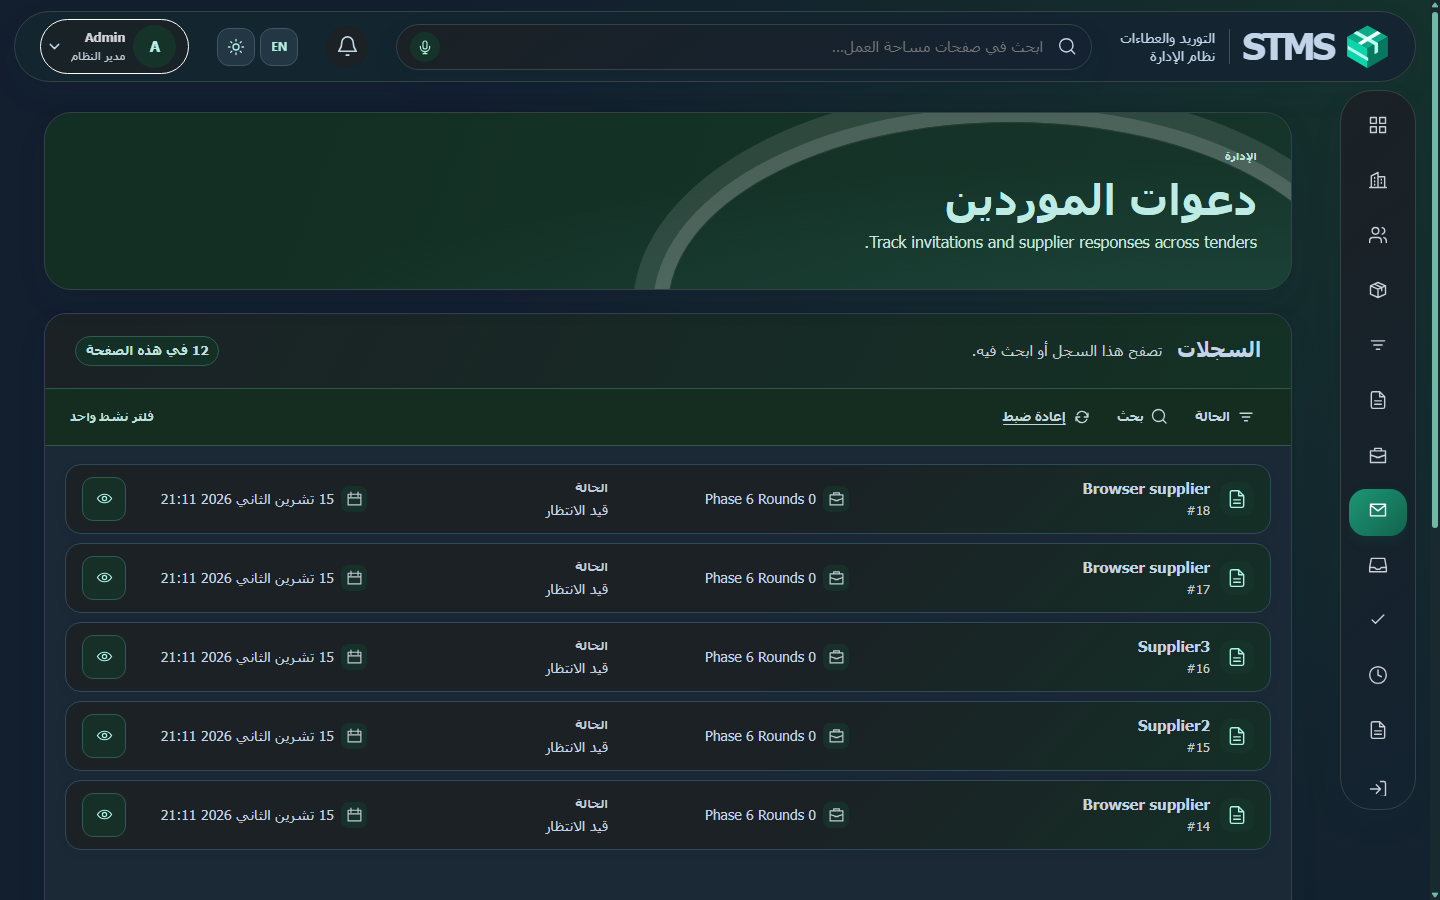 STMS
التوريد والعطاءات
نظام الإدارة
ابحث في صفحات مساحة العمل...
EN
A
Admin
مدير النظام
الإدارة
دعوات الموردين
Track invitations and supplier responses across tenders.
السجلات
تصفح هذا السجل أو ابحث فيه.
12 في هذه الصفحة
الحالة
بحث
إعادة ضبط
فلتر نشط واحد
Browser supplier
#18
Phase 6 Rounds 0
الحالة
قيد الانتظار
15 تشرين الثاني 2026 21:11
Browser supplier
#17
Phase 6 Rounds 0
الحالة
قيد الانتظار
15 تشرين الثاني 2026 21:11
Supplier3
#16
Phase 6 Rounds 0
الحالة
قيد الانتظار
15 تشرين الثاني 2026 21:11
Supplier2
#15
Phase 6 Rounds 0
الحالة
قيد الانتظار
15 تشرين الثاني 2026 21:11
Browser supplier
#14
Phase 6 Rounds 0
الحالة
قيد الانتظار
15 تشرين الثاني 2026 21:11